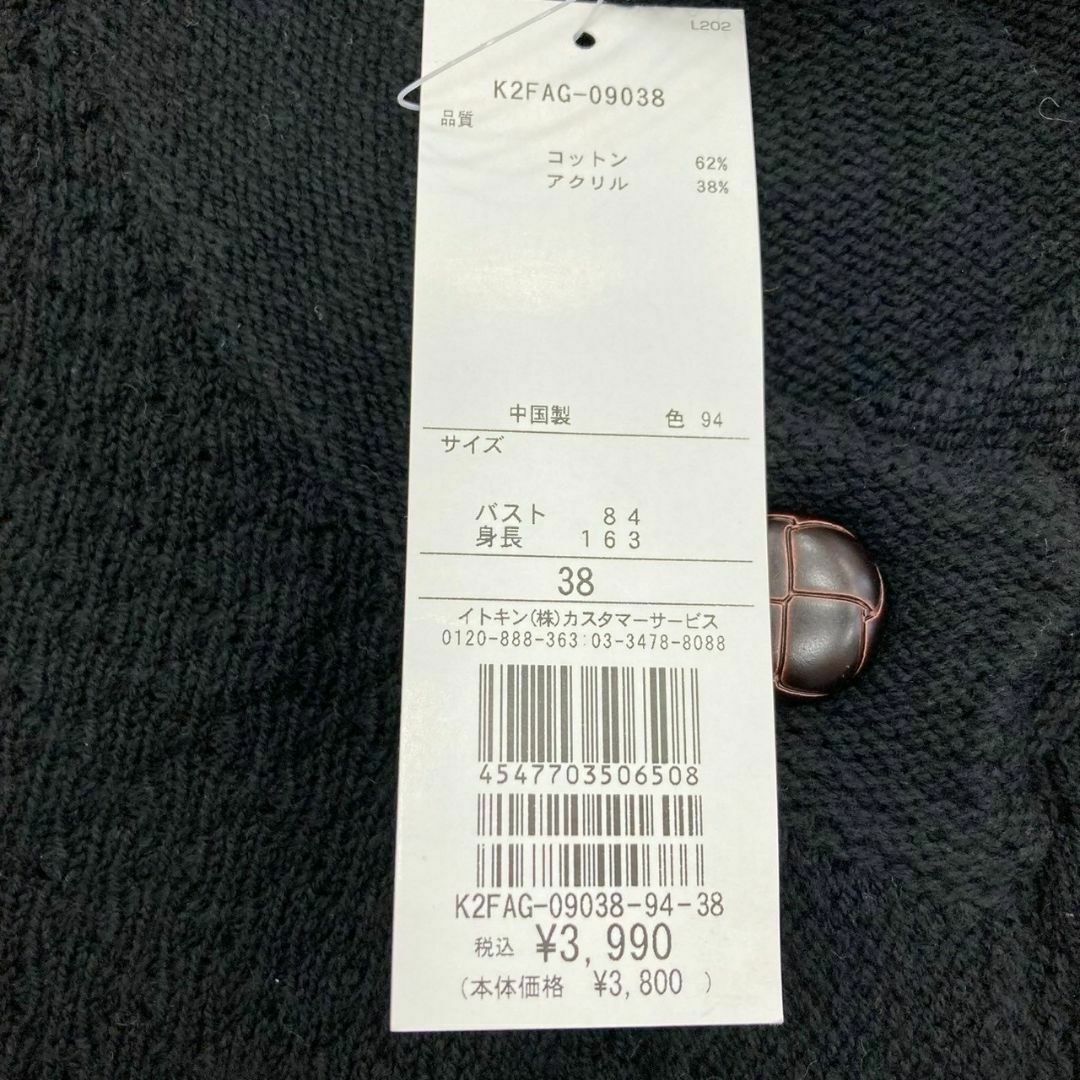 L202
K2FAG-09038
品質
コットン 62%
アクリル 38%
中国製 色 94
サイズ
バスト 84
身長 163
38
イトキン(株)カスタマーサービス
0120-888-363:03-3478-8088
4547703506508
K2FAG-09038-94-38
税込 ¥3,990
(本体価格 ¥3,800 )